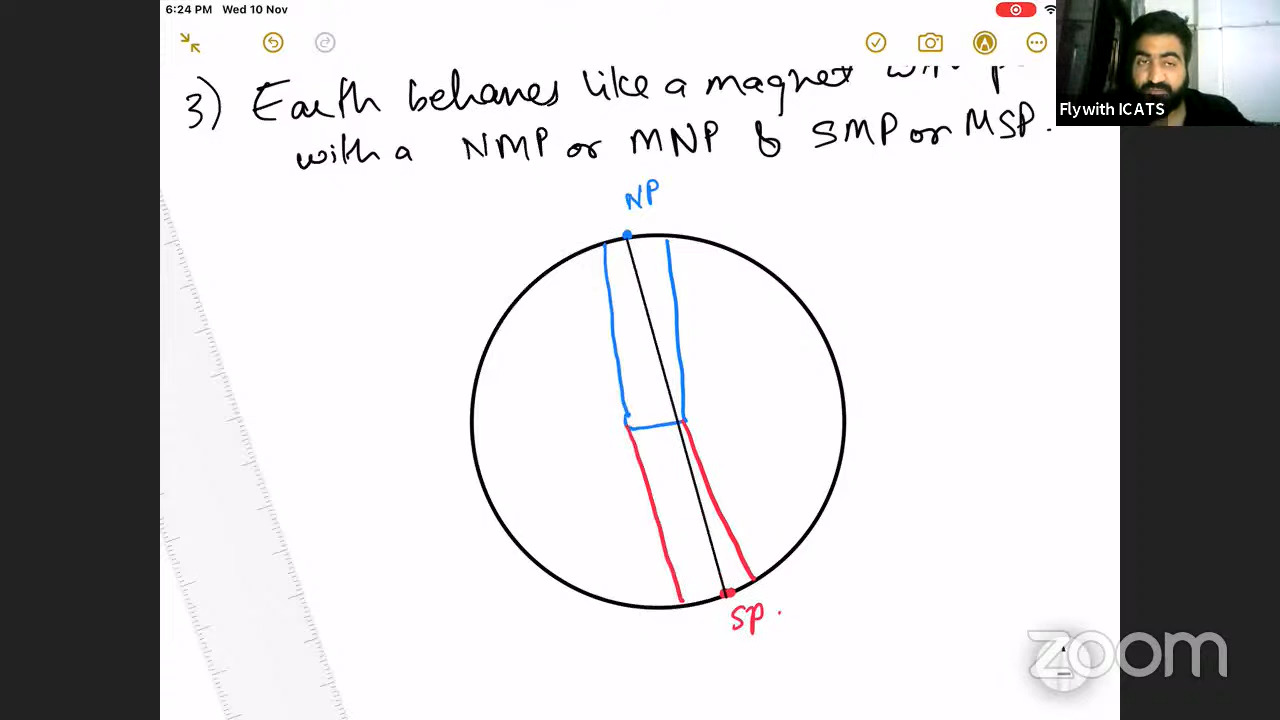 6:24 PM Wed 10 Nov
Flywith ICATS
3) Earth behaves like a magnet
with a NMP or MNP & SMP or MSP.
NP
SP.
zoom